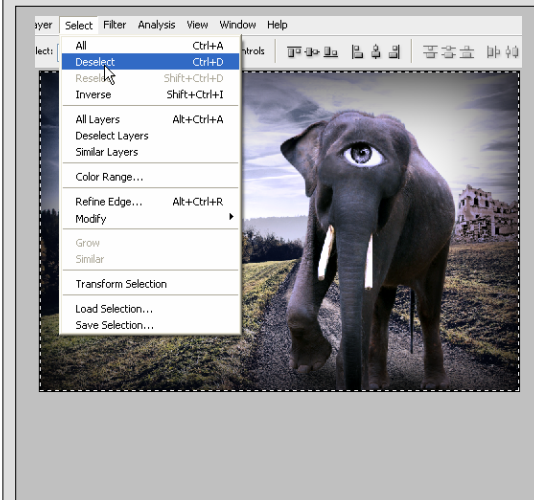 ayer Select Filter Analysis View Window Help
lect: ntrols
All Ctrl+A
Deselect Ctrl+D
Reselect Shift+Ctrl+D
Inverse Shift+Ctrl+I
All Layers Alt+Ctrl+A
Deselect Layers
Similar Layers
Color Range...
Refine Edge... Alt+Ctrl+R
Modify
Grow
Similar
Transform Selection
Load Selection...
Save Selection...